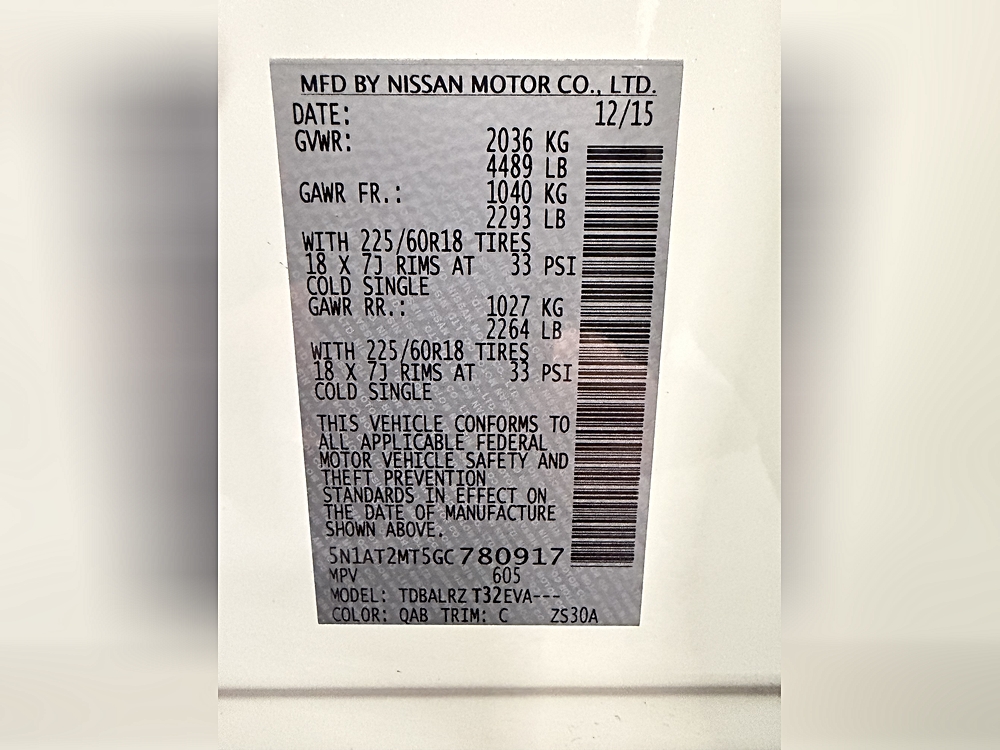 MFD BY NISSAN MOTOR CO., LTD.
DATE: 12/15
GVWR: 2036 KG
4489 LB
GAWR FR.: 1040 KG
2293 LB
WITH 225/60R18 TIRES
18 X 7J RIMS AT 33 PSI
COLD SINGLE
GAWR RR.: 1027 KG
2264 LB
WITH 225/60R18 TIRES
18 X 7J RIMS AT 33 PSI
COLD SINGLE
THIS VEHICLE CONFORMS TO
ALL APPLICABLE FEDERAL
MOTOR VEHICLE SAFETY AND
THEFT PREVENTION
STANDARDS IN EFFECT ON
THE DATE OF MANUFACTURE
SHOWN ABOVE.
5N1AT2MT5GC780917
MPV 605
MODEL: TDBALRZ T32EVA---
COLOR: QAB TRIM: C ZS30A